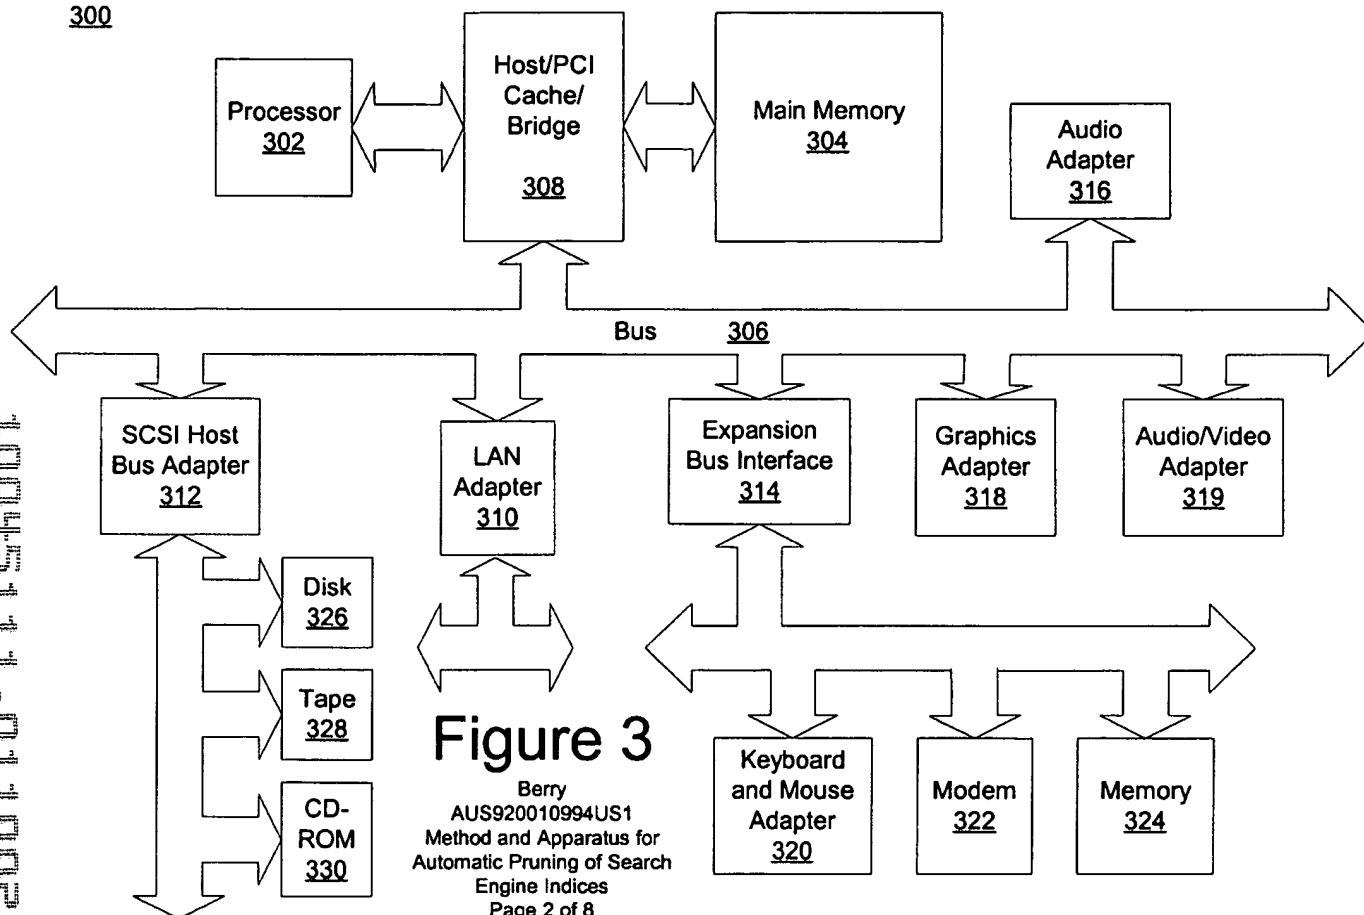 300
Processor
302
Host/PCI
Cache/
Bridge
308
Main Memory
304
Audio
Adapter
316
Bus 306
SCSI Host
Bus Adapter
312
LAN
Adapter
310
Expansion
Bus Interface
314
Graphics
Adapter
318
Audio/Video
Adapter
319
Disk
326
Tape
328
CD-
ROM
330
Keyboard
and Mouse
Adapter
320
Modem
322
Memory
324
Figure 3
Berry
AUS920010994US1
Method and Apparatus for
Automatic Pruning of Search
Engine Indices
Page 2 of 8